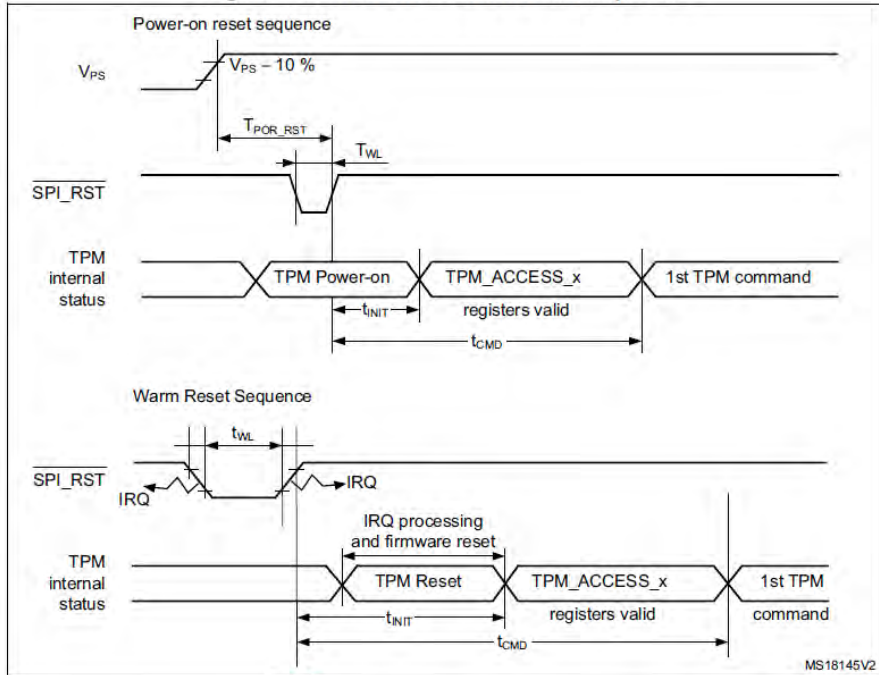 Power-on reset sequence
VPS
VPS – 10 %
TPOR_RST
TWL
SPI_RST
TPM
internal
status
TPM Power-on
TPM_ACCESS_x
1st TPM command
tINIT
registers valid
tCMD
Warm Reset Sequence
tWL
SPI_RST
IRQ
IRQ
IRQ processing
and firmware reset
TPM
internal
status
TPM Reset
TPM_ACCESS_x
1st TPM
tINIT
registers valid
command
tCMD
MS18145V2